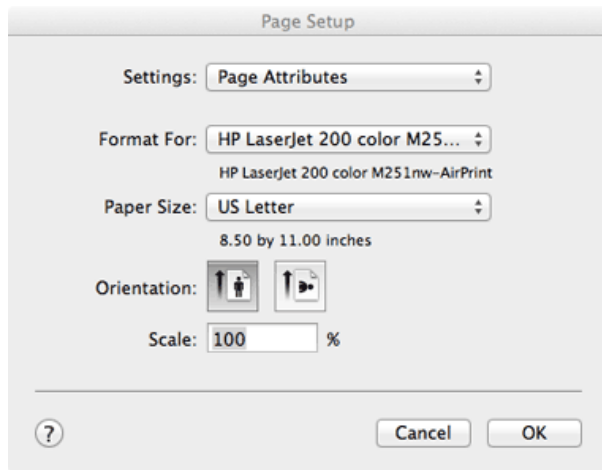 Page Setup
Settings: Page Attributes
Format For: HP LaserJet 200 color M25...
HP LaserJet 200 color M251nw-AirPrint
Paper Size: US Letter
8.50 by 11.00 inches
Orientation:
Scale: 100 %
? Cancel OK